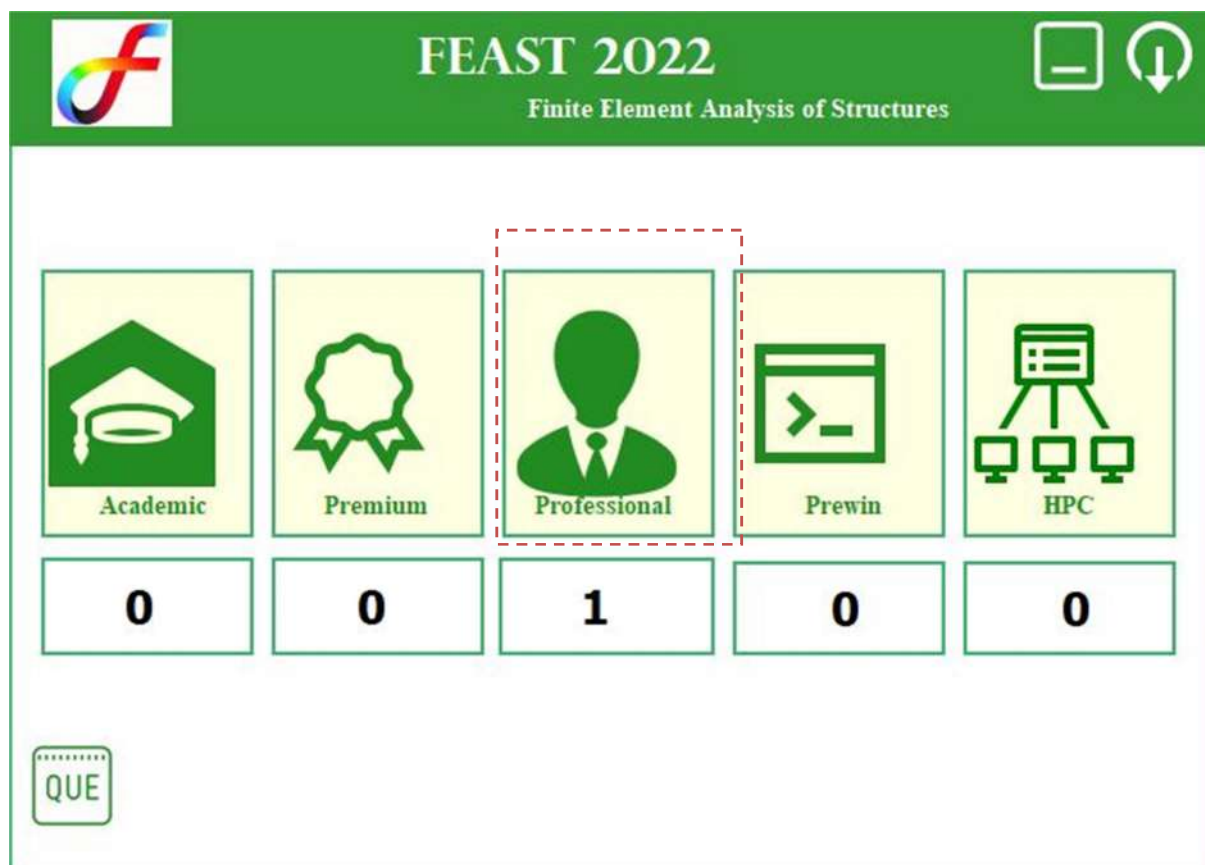 FEAST 2022
Finite Element Analysis of Structures
Academic
Premium
Professional
Prewin
HPC
0
0
1
0
0
QUE